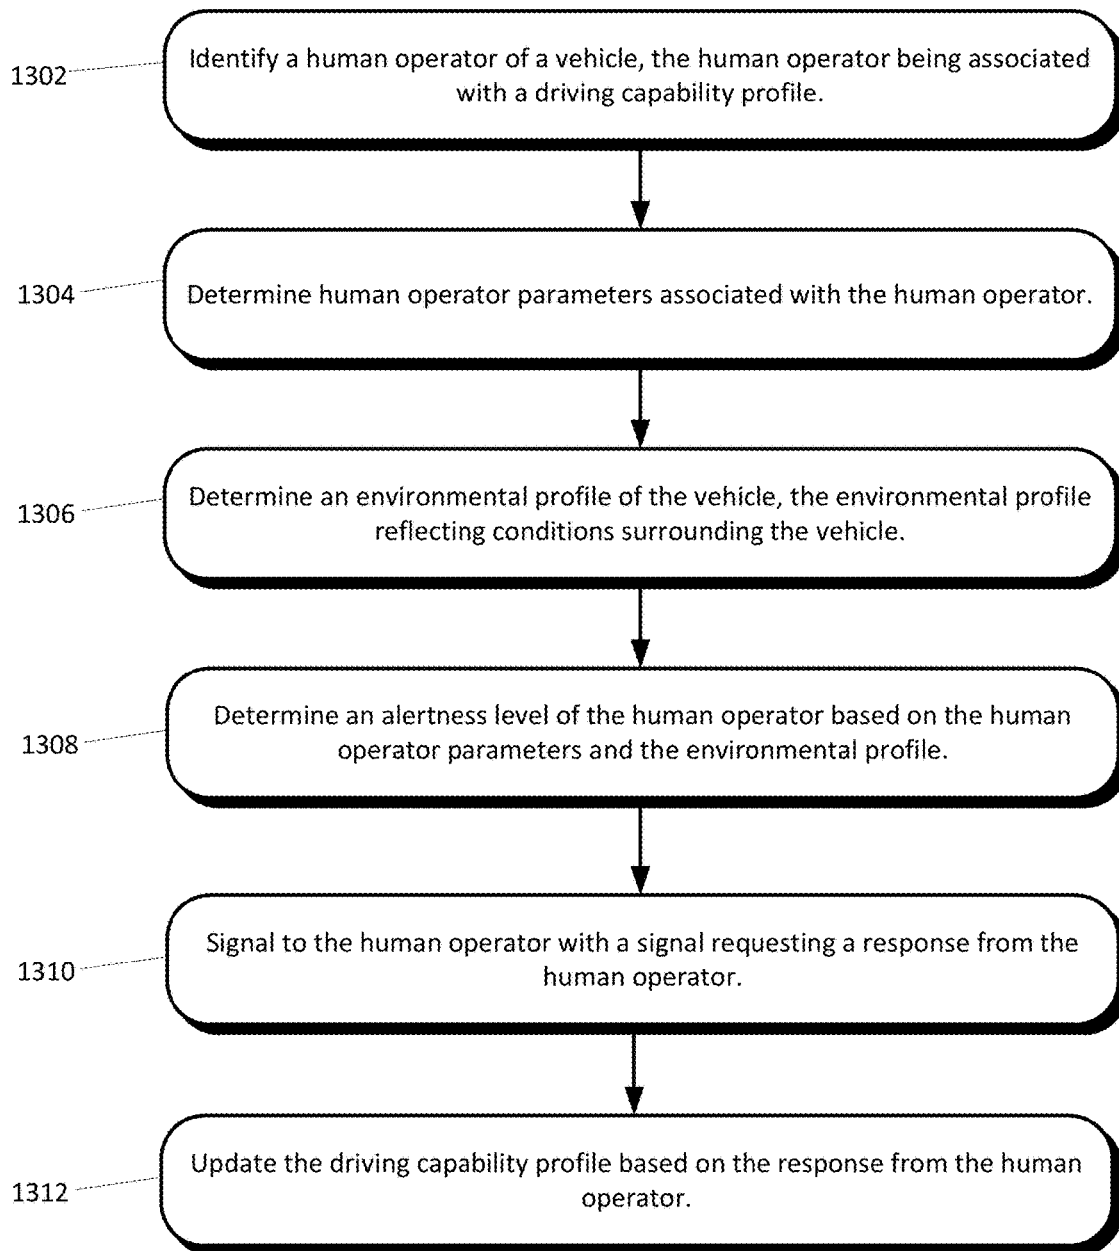 1302
Identify a human operator of a vehicle, the human operator being associated
with a driving capability profile.
1304
Determine human operator parameters associated with the human operator.
1306
Determine an environmental profile of the vehicle, the environmental profile
reflecting conditions surrounding the vehicle.
1308
Determine an alertness level of the human operator based on the human
operator parameters and the environmental profile.
1310
Signal to the human operator with a signal requesting a response from the
human operator.
1312
Update the driving capability profile based on the response from the human
operator.